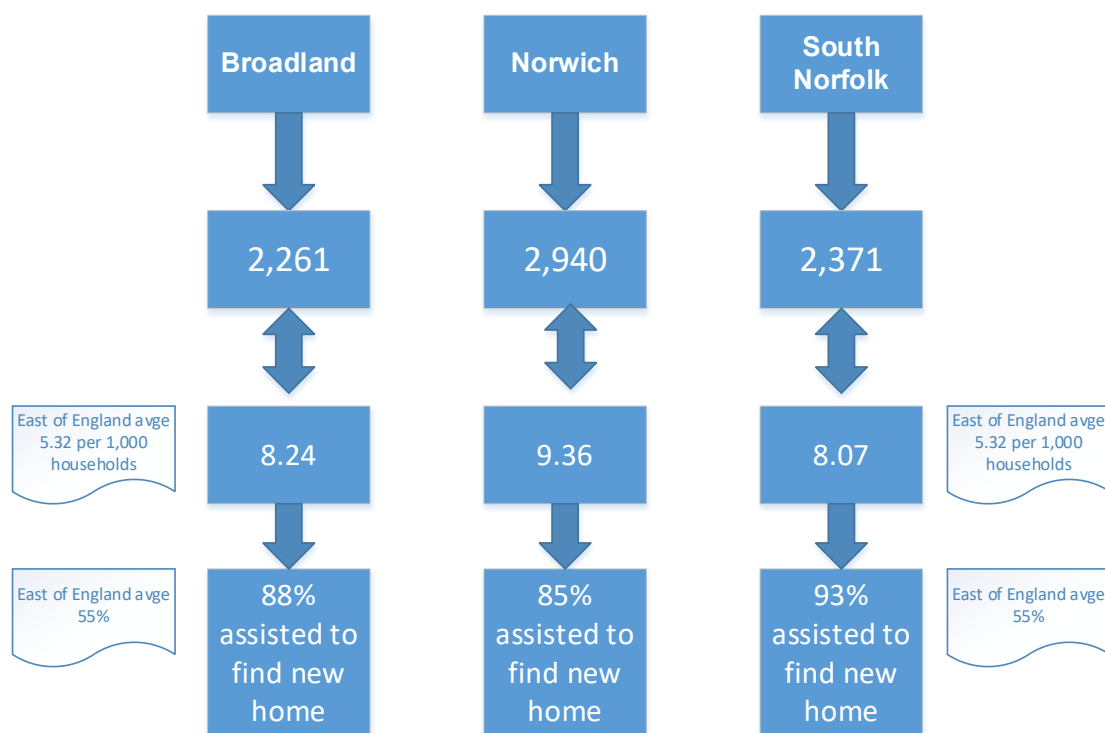 Broadland
Norwich
South
Norfolk
2,261
2,940
2,371
East of England avge
5.32 per 1,000
households
8.24
9.36
8.07
East of England avge
5.32 per 1,000
households
East of England avge
55%
88%
assisted to
find new
home
85%
assisted to
find new
home
93%
assisted to
find new
home
East of England avge
55%